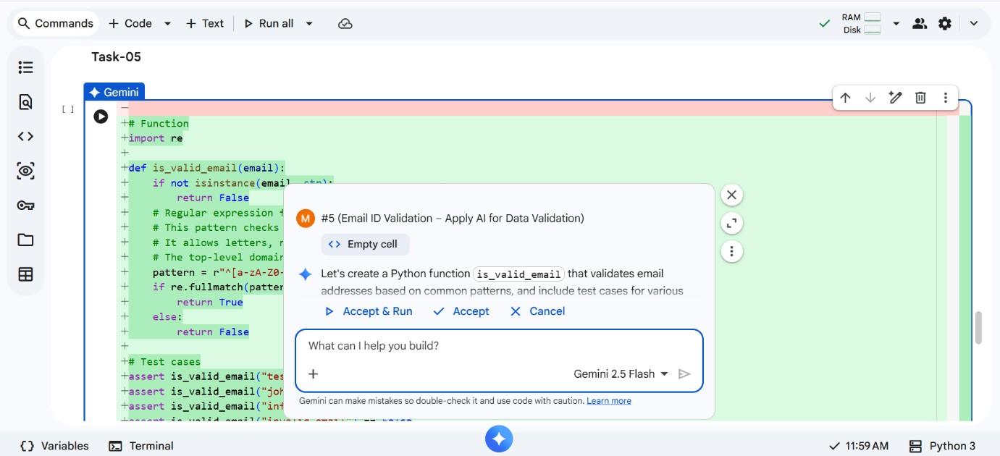 Commands + Code + Text Run all RAM
Disk
Task-05
Gemini
[ ]
−
+# Function
+import re
+
+def is_valid_email(email):
+ if not isinstance(email, str):
+ return False
+ # Regular expression f
+ # This pattern checks
+ # It allows letters,
+ # The top-level domain
+ pattern = r"^[a-zA-Z0-
+ if re.fullmatch(patter
+ return True
+ else:
+ return False
+
+# Test cases
+assert is_valid_email("tes
+assert is_valid_email("joh
+assert is_valid_email("inf
+assert is_valid_email("invalid_email") == False
M #5 (Email ID Validation – Apply AI for Data Validation)
<> Empty cell
Let's create a Python function is_valid_email that validates email
addresses based on common patterns, and include test cases for various
Accept & Run Accept Cancel
What can I help you build?
+ Gemini 2.5 Flash
Gemini can make mistakes so double-check it and use code with caution. Learn more
{} Variables Terminal 11:59 AM Python 3